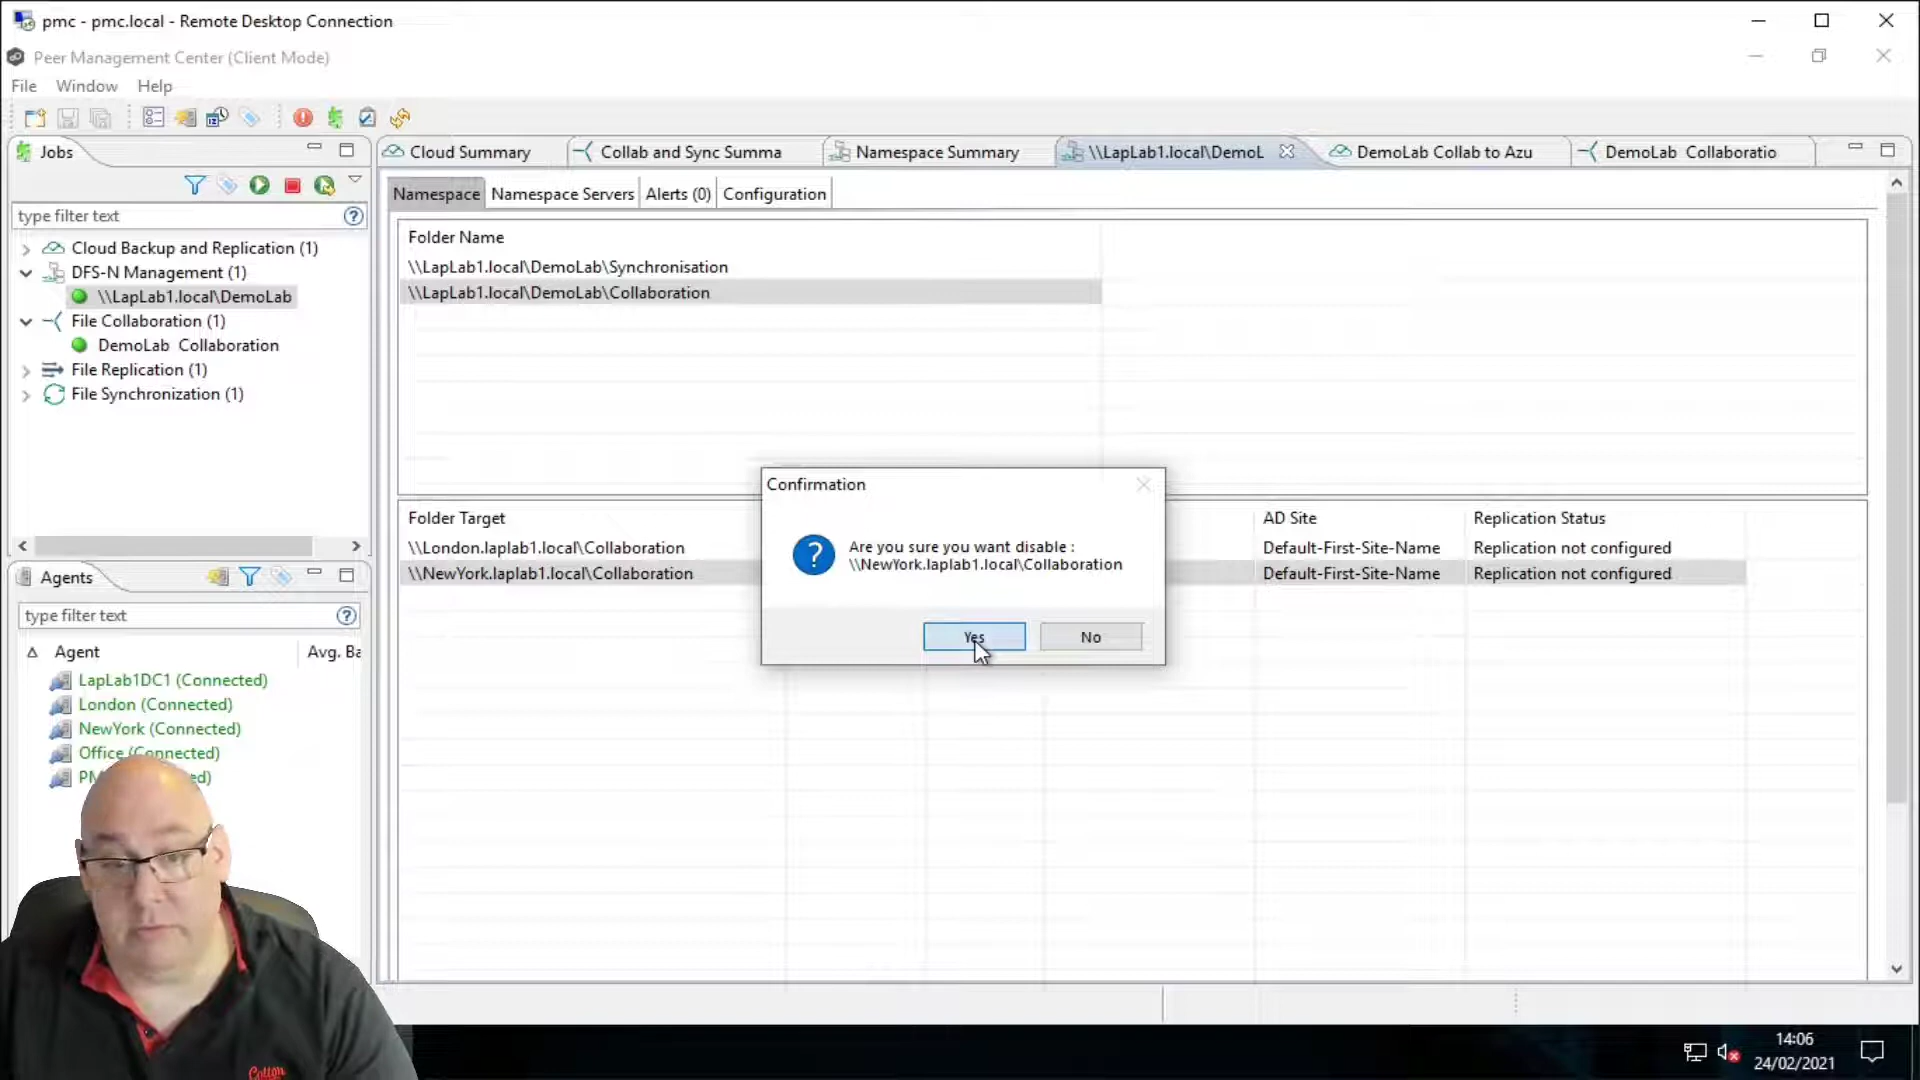 pmc - pmc.local - Remote Desktop Connection
Peer Management Center (Client Mode)
File Window Help
Jobs
type filter text
Cloud Backup and Replication (1)
DFS-N Management (1)
\\LapLab1.local\DemoLab
File Collaboration (1)
DemoLab Collaboration
File Replication (1)
File Synchronization (1)
Agents
type filter text
Agent Avg. Ba
LapLab1DC1 (Connected)
London (Connected)
NewYork (Connected)
Office (Connected)
PM ed)
Cloud Summary Collab and Sync Summa Namespace Summary \\LapLab1.local\DemoL DemoLab Collab to Azu DemoLab Collaboratio
Namespace Namespace Servers Alerts (0) Configuration
Folder Name
\\LapLab1.local\DemoLab\Synchronisation
\\LapLab1.local\DemoLab\Collaboration
Folder Target AD Site Replication Status
\\London.laplab1.local\Collaboration Default-First-Site-Name Replication not configured
\\NewYork.laplab1.local\Collaboration Default-First-Site-Name Replication not configured
Confirmation
Are you sure you want disable :
\\NewYork.laplab1.local\Collaboration
Yes No
Cotton
14:06
24/02/2021